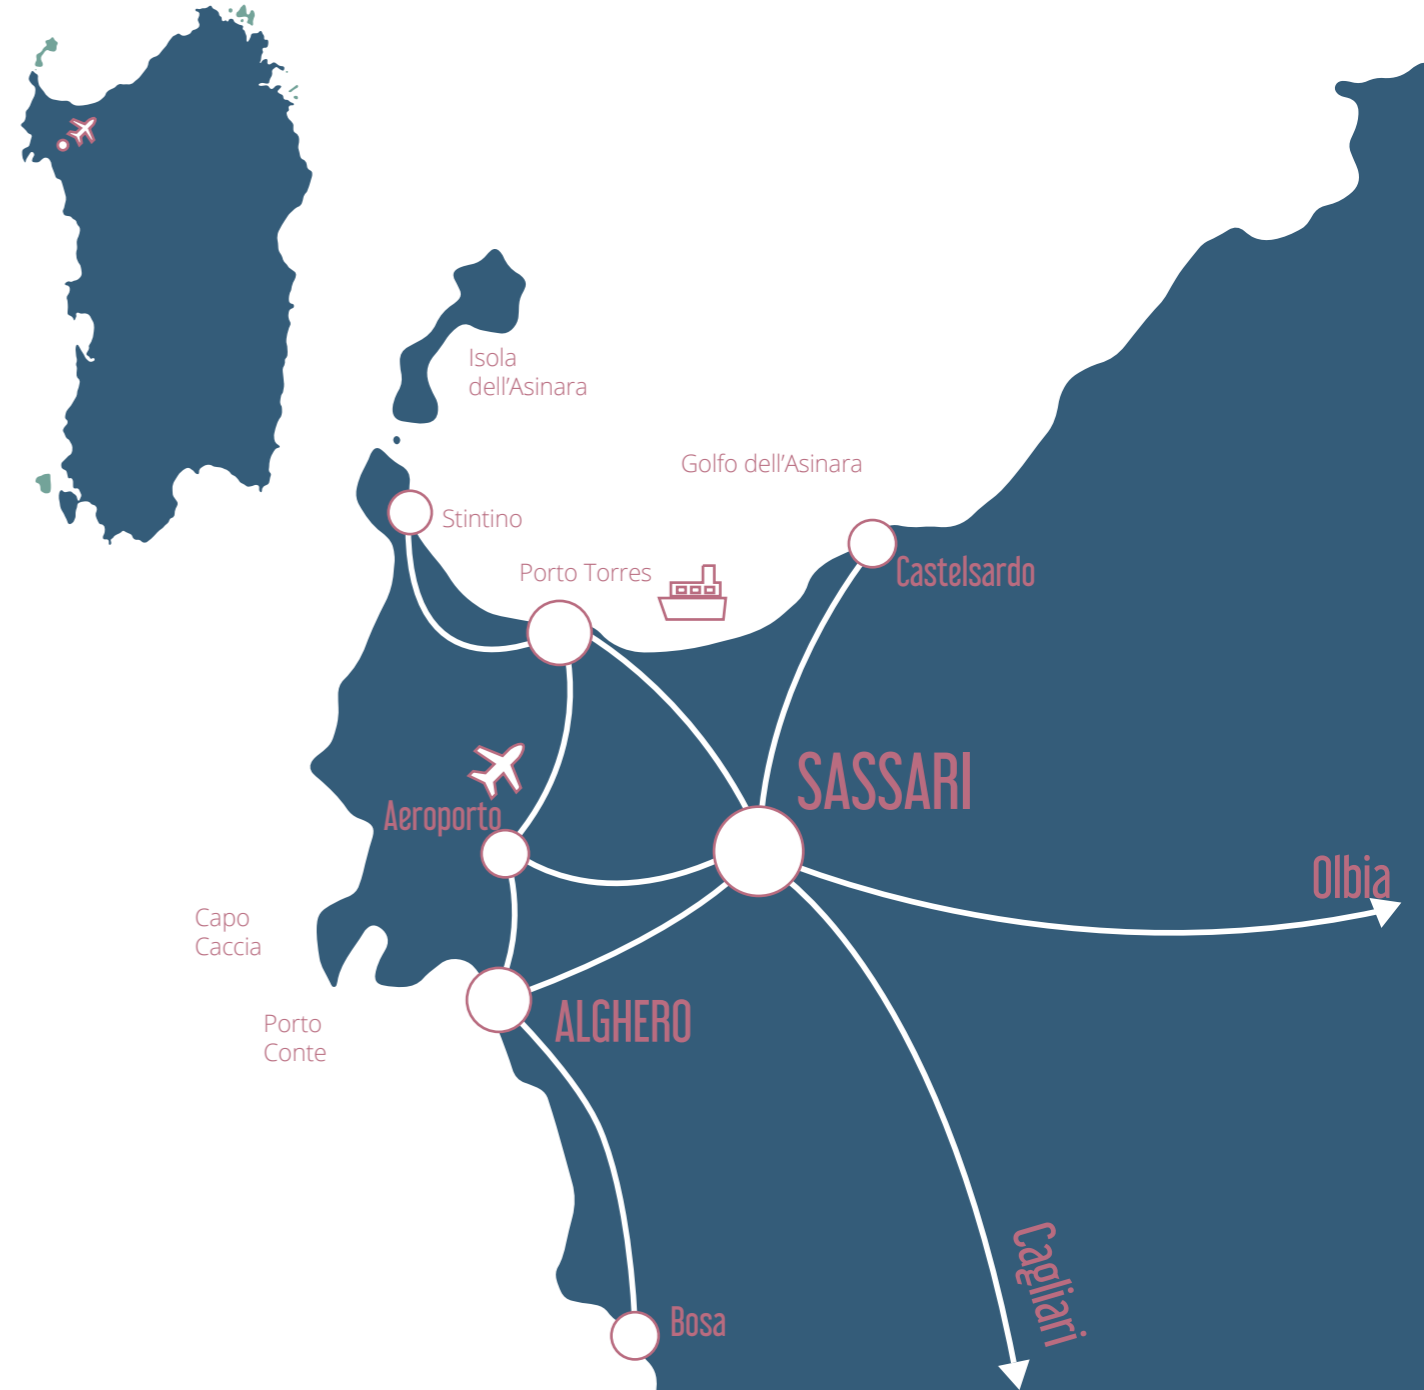 Isola
dell'Asinara
Golfo dell'Asinara
Stintino
Porto Torres
Castelsardo
SASSARI
Aeroporto
Olbia
Capo
Caccia
ALGHERO
Porto
Conte
Cagliari
Bosa